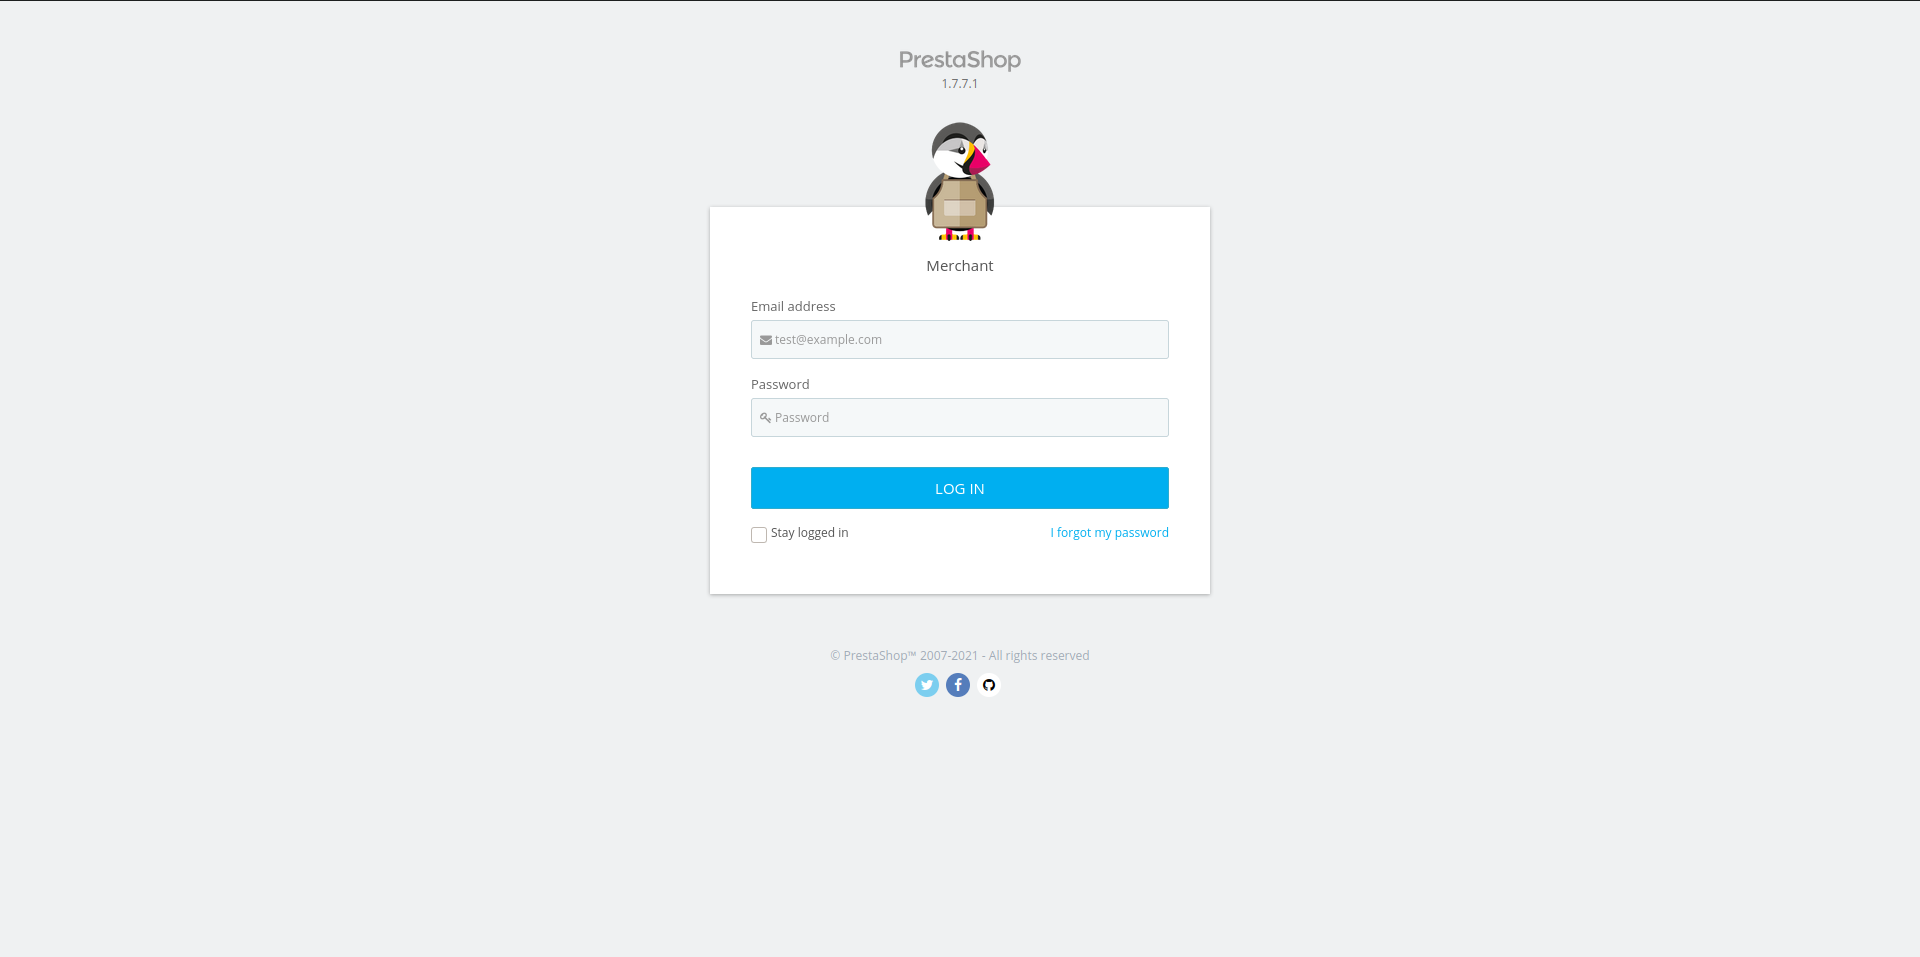 PrestaShop
1.7.7.1
Merchant
Email address
test@example.com
Password
Password
LOG IN
Stay logged in
I forgot my password
© PrestaShop™ 2007-2021 - All rights reserved